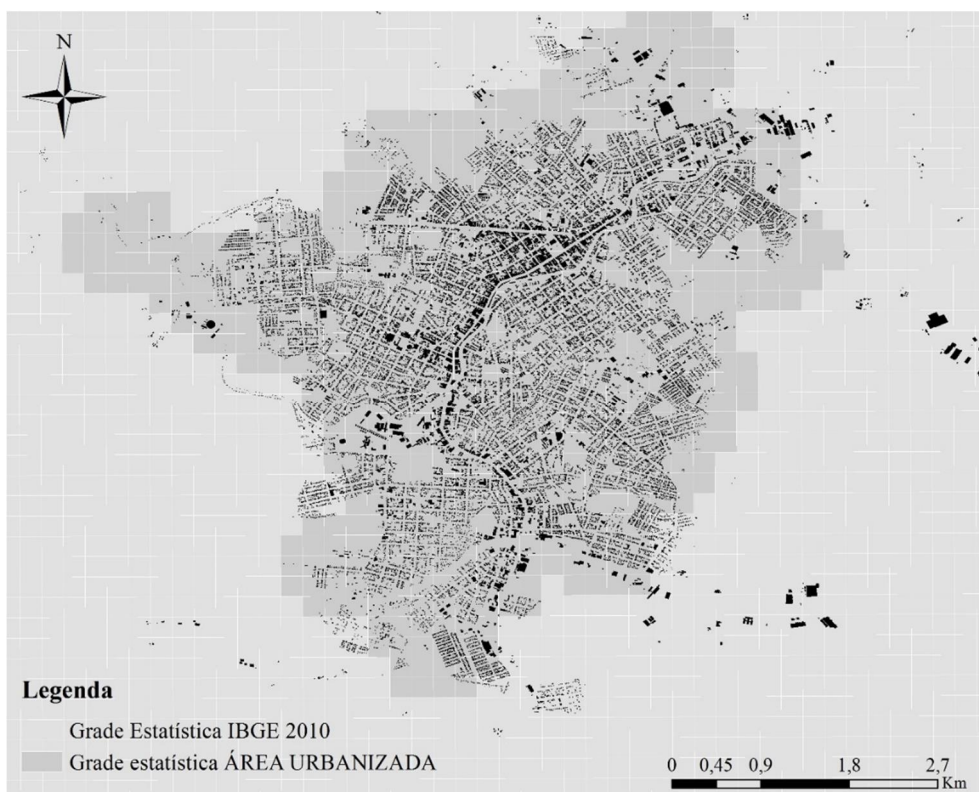 N
Legenda
Grade Estatística IBGE 2010
Grade estatística ÁREA URBANIZADA
0 0,45 0,9 1,8 2,7
Km